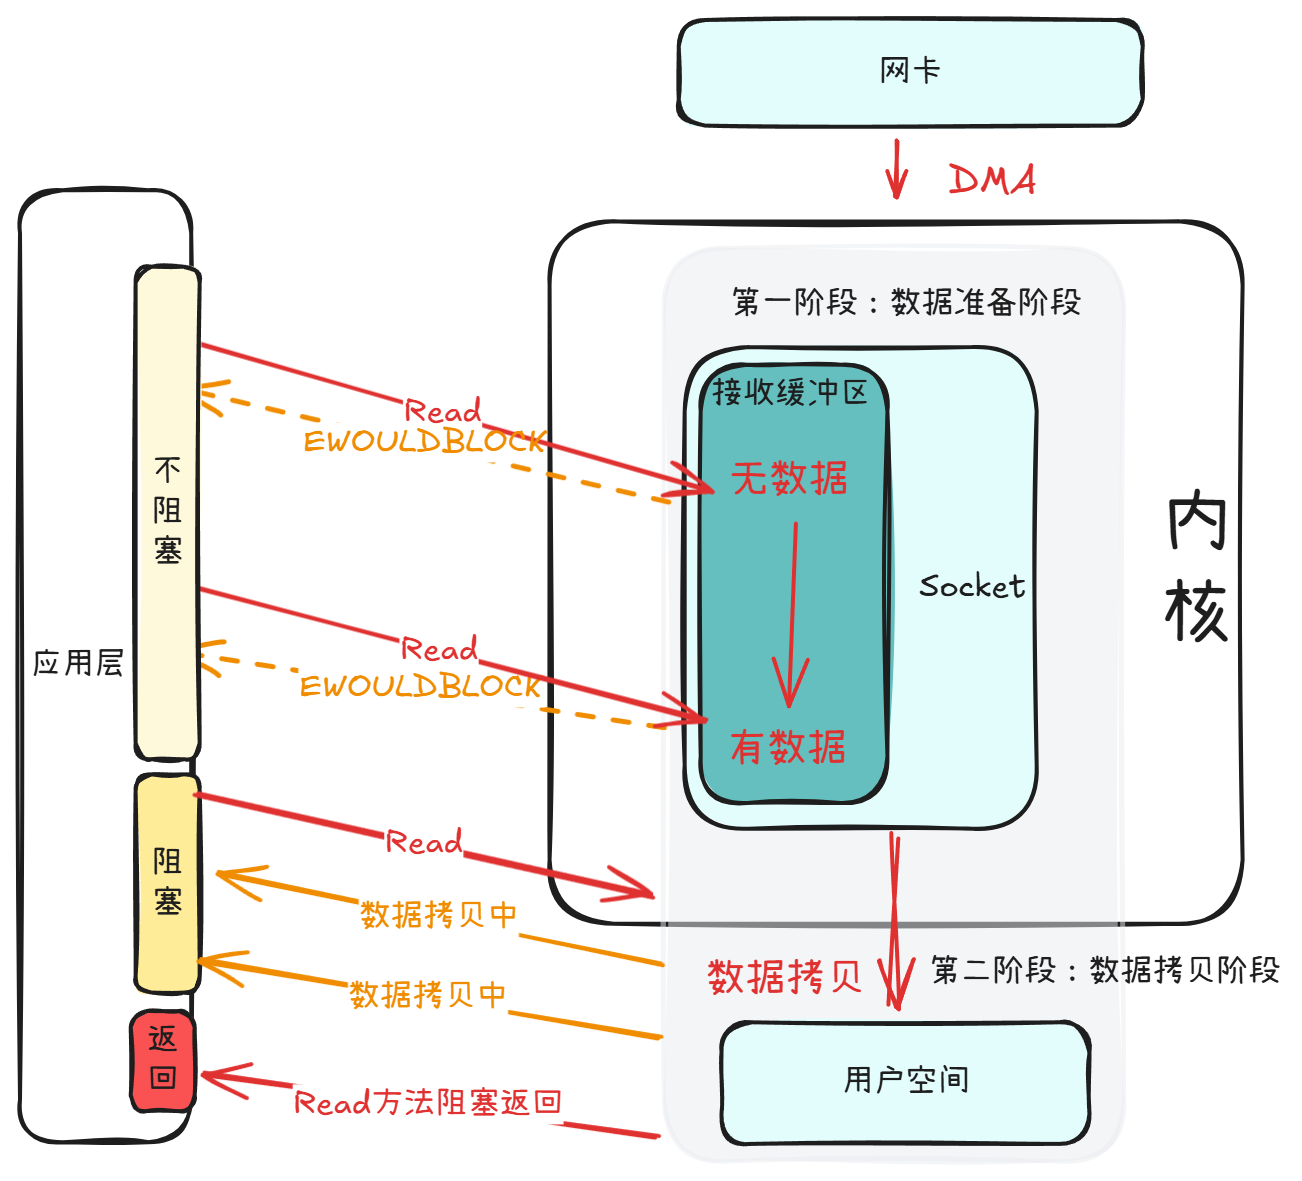 网卡
DMA
第一阶段：数据准备阶段
接收缓冲区
Read
EWOULDBLOCK
无数据
不
阻
塞
内
核
Socket
应用层
Read
EWOULDBLOCK
有数据
Read
阻
塞
数据拷贝中
数据拷贝
第二阶段：数据拷贝阶段
数据拷贝中
返
回
用户空间
Read方法阻塞返回